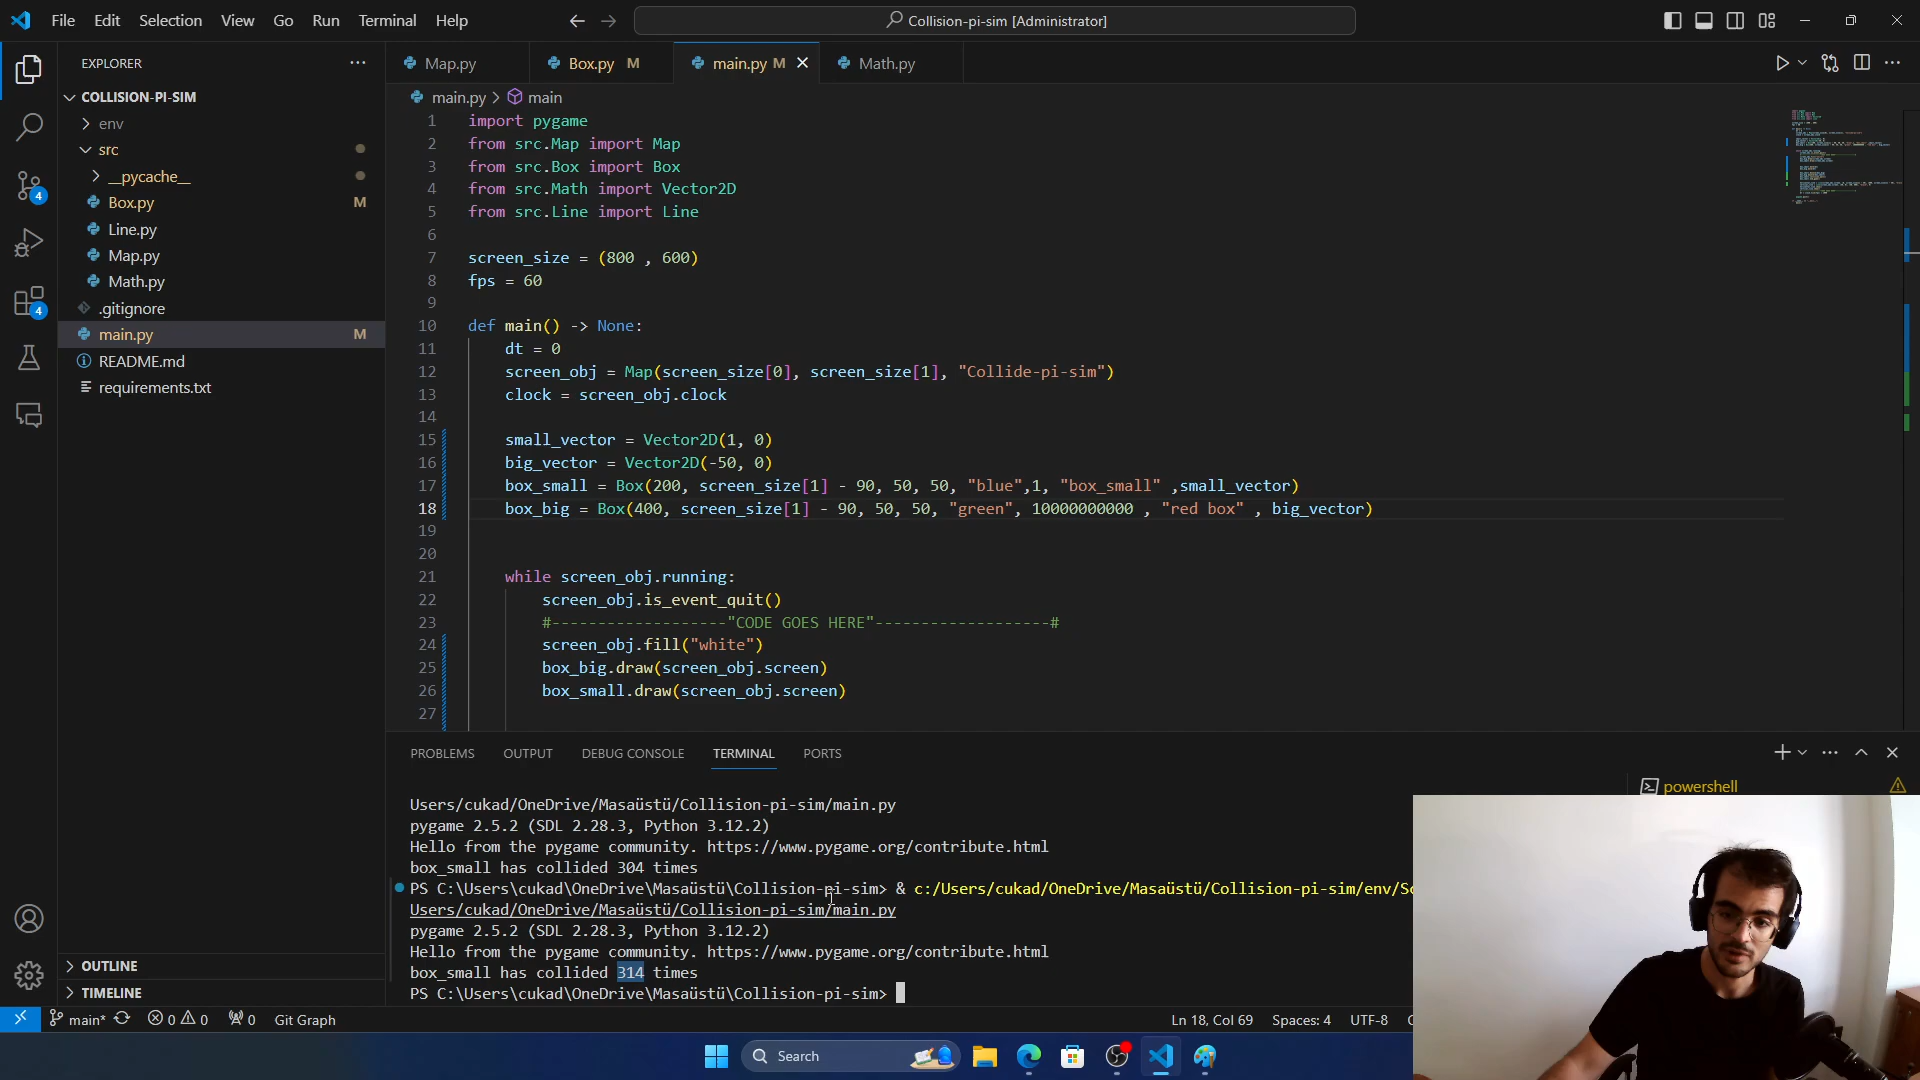 File Edit Selection View Go Run Terminal Help
Collision-pi-sim [Administrator]
EXPLORER
COLLISION-PI-SIM
env
src
__pycache__
Box.py M
Line.py
Map.py
Math.py
.gitignore
main.py M
README.md
requirements.txt
OUTLINE
TIMELINE
4
4
Map.py Box.py M main.py M Math.py
main.py > main
1 import pygame
2 from src.Map import Map
3 from src.Box import Box
4 from src.Math import Vector2D
5 from src.Line import Line
6
7 screen_size = (800 , 600)
8 fps = 60
9
10 def main() -> None:
11 dt = 0
12 screen_obj = Map(screen_size[0], screen_size[1], "Collide-pi-sim")
13 clock = screen_obj.clock
14
15 small_vector = Vector2D(1, 0)
16 big_vector = Vector2D(-50, 0)
17 box_small = Box(200, screen_size[1] - 90, 50, 50, "blue",1, "box_small" ,small_vector)
18 box_big = Box(400, screen_size[1] - 90, 50, 50, "green", 10000000000 , "red box" , big_vector)
19
20
21 while screen_obj.running:
22 screen_obj.is_event_quit()
23 #-------------------"CODE GOES HERE"-------------------#
24 screen_obj.fill("white")
25 box_big.draw(screen_obj.screen)
26 box_small.draw(screen_obj.screen)
27
PROBLEMS OUTPUT DEBUG CONSOLE TERMINAL PORTS
powershell
Users/cukad/OneDrive/Masaüstü/Collision-pi-sim/main.py
pygame 2.5.2 (SDL 2.28.3, Python 3.12.2)
Hello from the pygame community. https://www.pygame.org/contribute.html
box_small has collided 304 times
PS C:\Users\cukad\OneDrive\Masaüstü\Collision-pi-sim> & c:/Users/cukad/OneDrive/Masaüstü/Collision-pi-sim/env/Sc
Users/cukad/OneDrive/Masaüstü/Collision-pi-sim/main.py
pygame 2.5.2 (SDL 2.28.3, Python 3.12.2)
Hello from the pygame community. https://www.pygame.org/contribute.html
box_small has collided 314 times
PS C:\Users\cukad\OneDrive\Masaüstü\Collision-pi-sim>
main* 0 0 0 Git Graph Ln 18, Col 69 Spaces: 4 UTF-8
Search